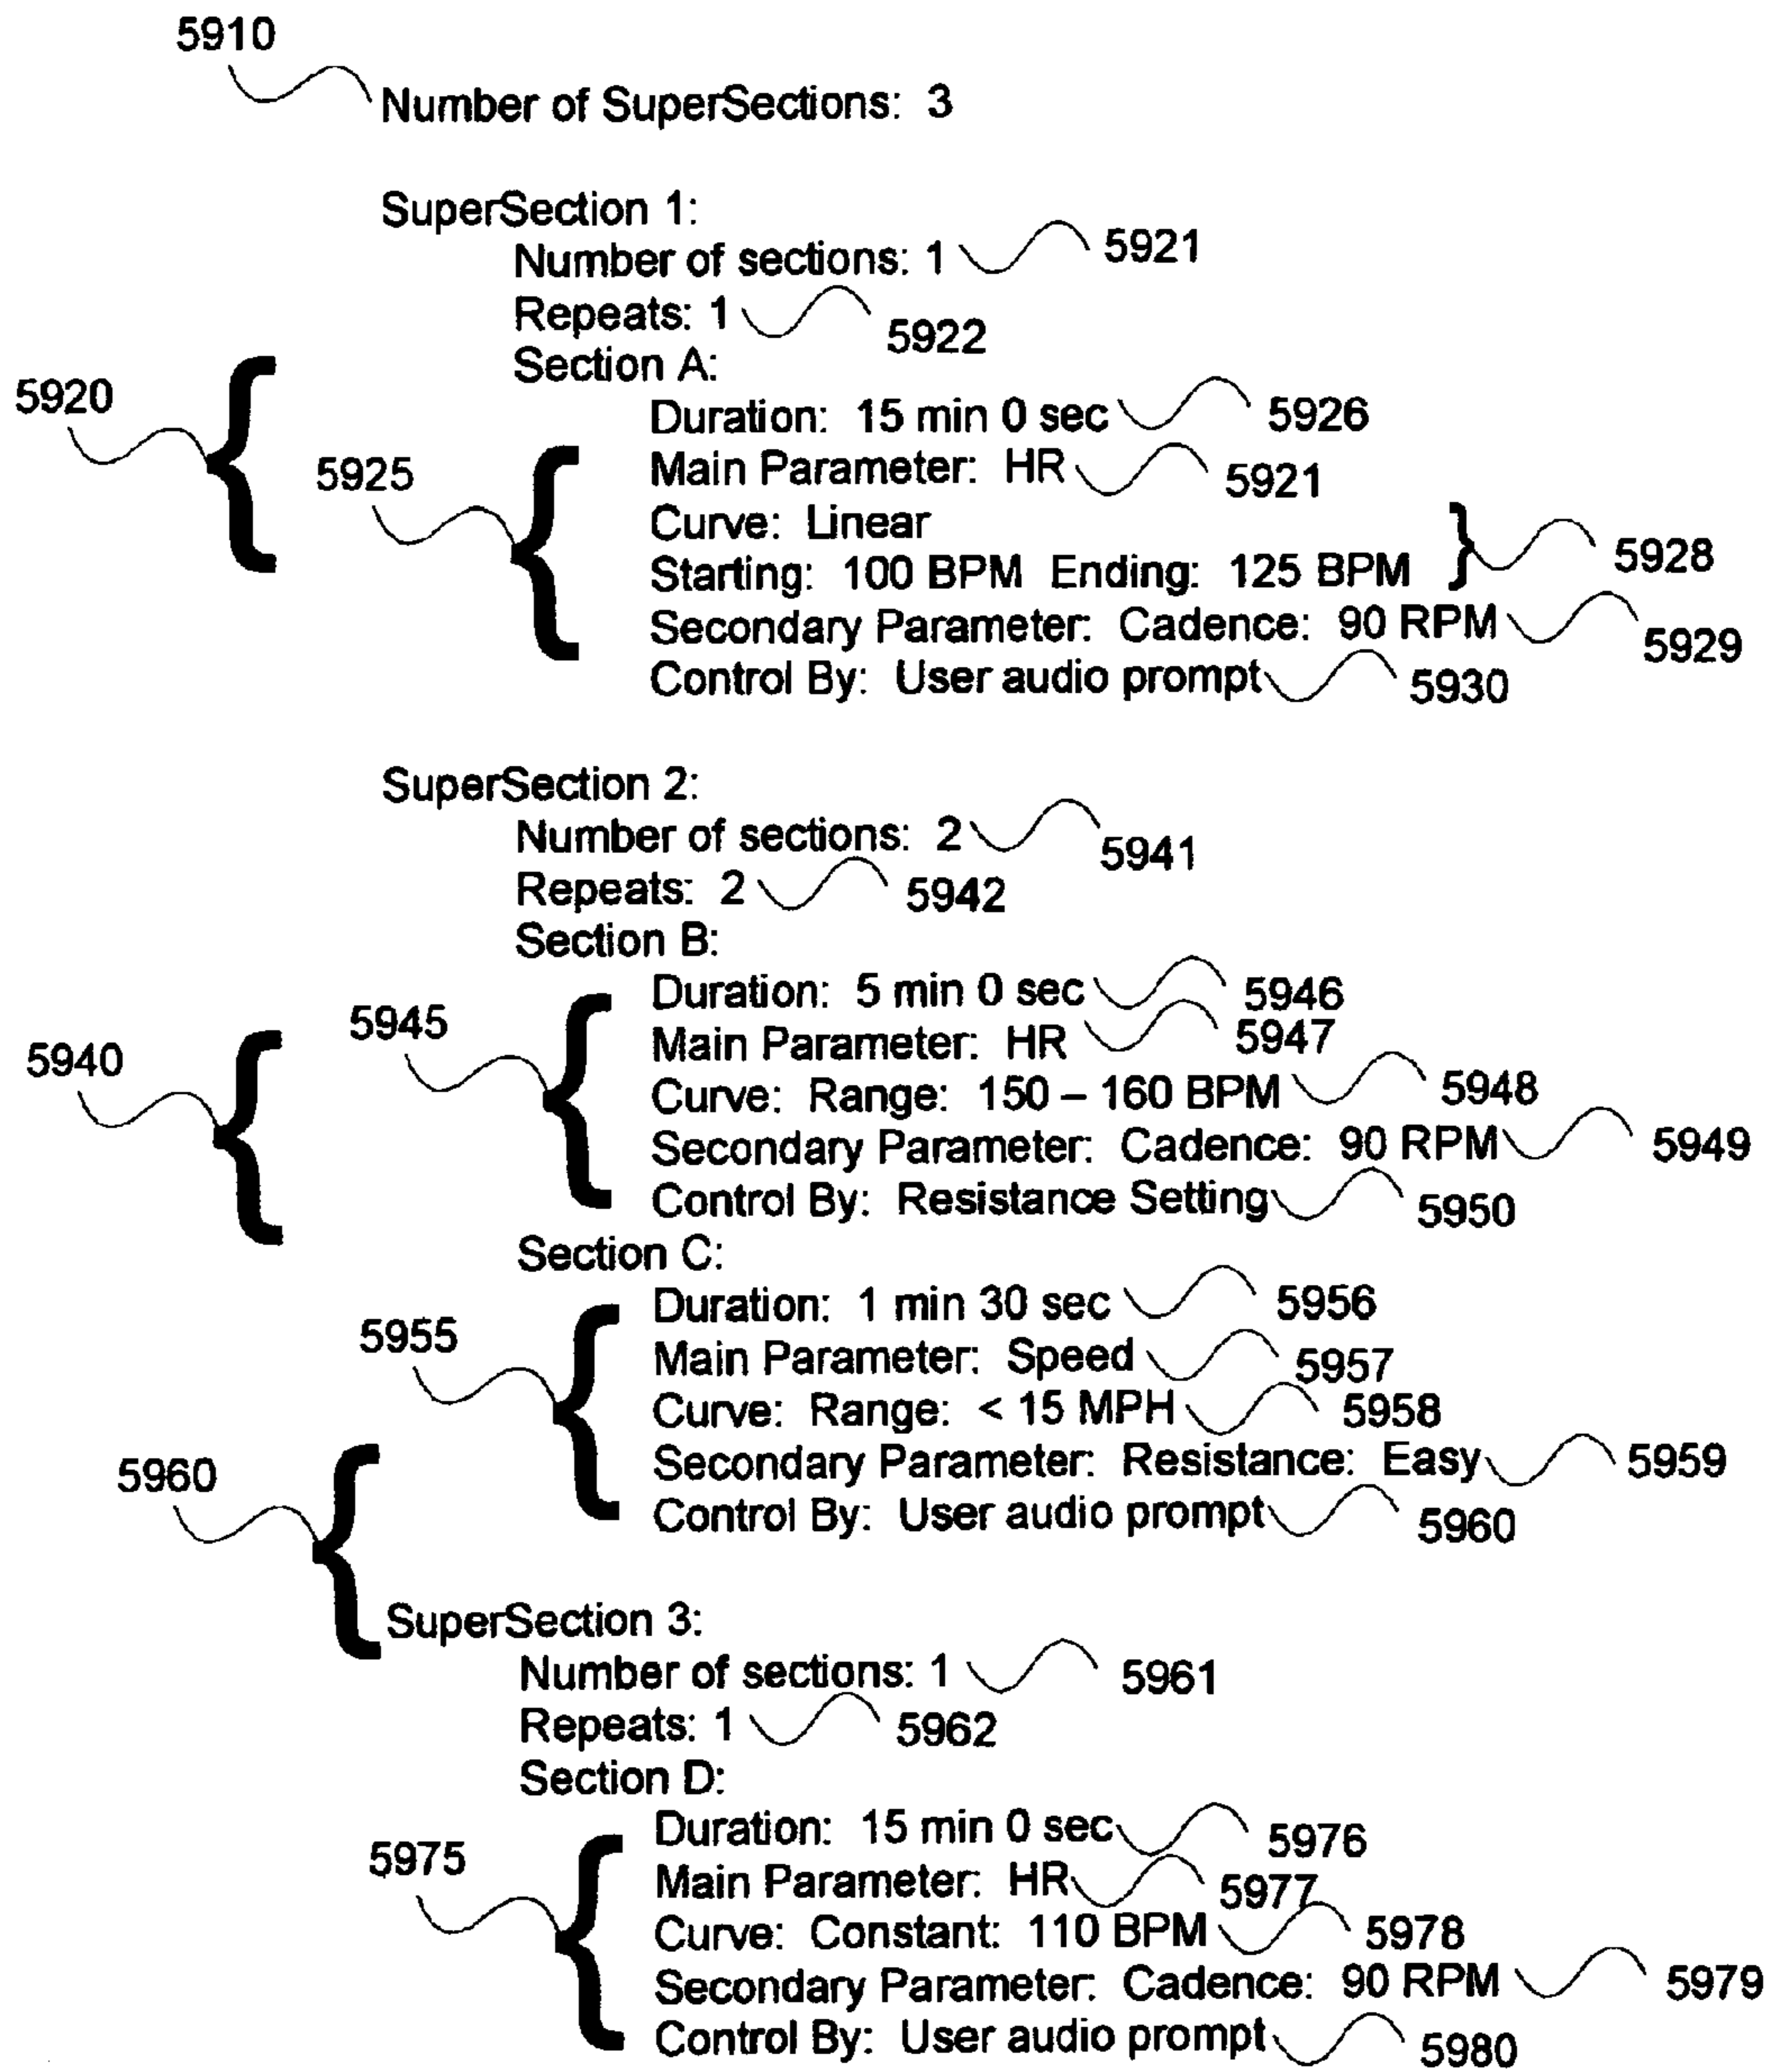 5910
Number of SuperSections: 3
SuperSection 1:
Number of sections: 1 5921
Repeats: 1 5922
Section A:
5920
Duration: 15 min 0 sec 5926
5925 Main Parameter: HR 5921
Curve: Linear
Starting: 100 BPM Ending: 125 BPM 5928
Secondary Parameter: Cadence: 90 RPM 5929
Control By: User audio prompt 5930
SuperSection 2:
Number of sections: 2 5941
Repeats: 2 5942
Section B:
Duration: 5 min 0 sec 5946
5945 Main Parameter: HR 5947
5940 Curve: Range: 150 – 160 BPM 5948
Secondary Parameter: Cadence: 90 RPM 5949
Control By: Resistance Setting 5950
Section C:
Duration: 1 min 30 sec 5956
5955 Main Parameter: Speed 5957
Curve: Range: < 15 MPH 5958
5960 Secondary Parameter: Resistance: Easy 5959
Control By: User audio prompt 5960
SuperSection 3:
Number of sections: 1 5961
Repeats: 1 5962
Section D:
Duration: 15 min 0 sec 5976
5975 Main Parameter: HR 5977
Curve: Constant: 110 BPM 5978
Secondary Parameter: Cadence: 90 RPM 5979
Control By: User audio prompt 5980